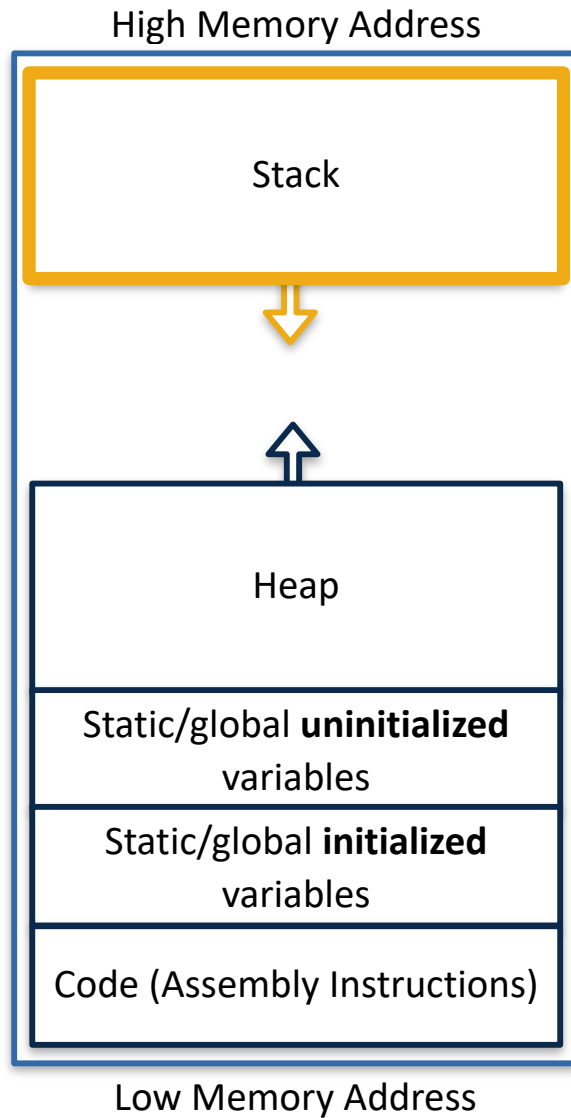 High Memory Address
Stack
Heap
Static/global uninitialized
variables
Static/global initialized
variables
Code (Assembly Instructions)
Low Memory Address